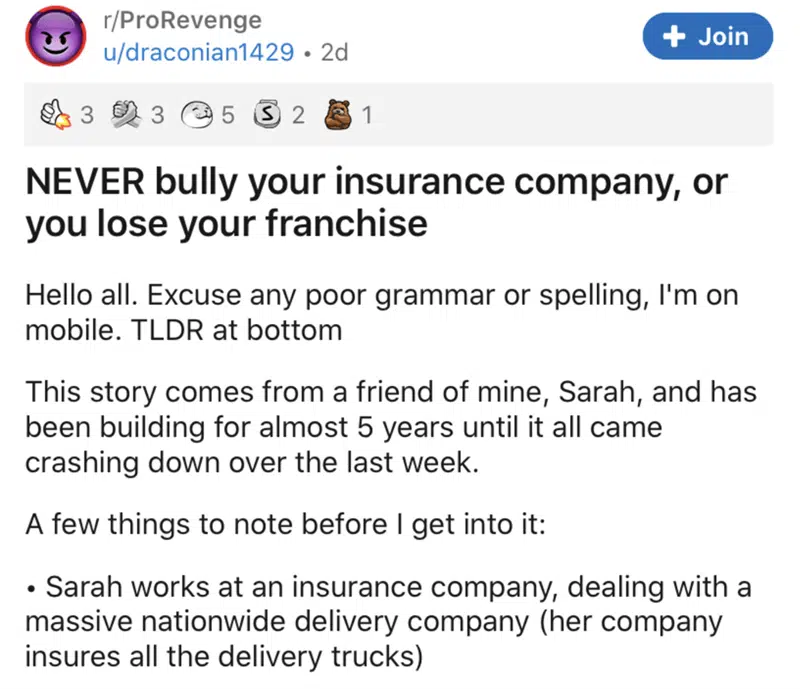 r/ProRevenge
u/draconian1429 • 2d
+ Join
3 3 5 S 2 1
NEVER bully your insurance company, or
you lose your franchise
Hello all. Excuse any poor grammar or spelling, I'm on
mobile. TLDR at bottom
This story comes from a friend of mine, Sarah, and has
been building for almost 5 years until it all came
crashing down over the last week.
A few things to note before I get into it:
• Sarah works at an insurance company, dealing with a
massive nationwide delivery company (her company
insures all the delivery trucks)